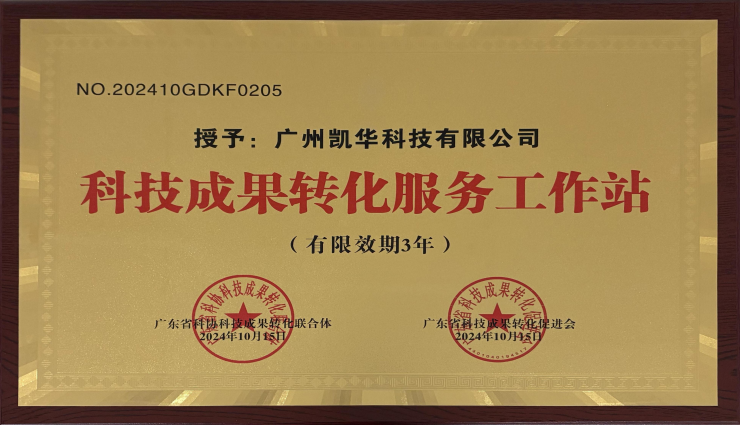 NO.202410GDKF0205
授予：广州凯华科技有限公司
科技成果转化服务工作站
（有限效期3年）
广东省科协科技成果转化联合体
2024年10月15日
广东省科技成果转化促进会
2024年10月15日